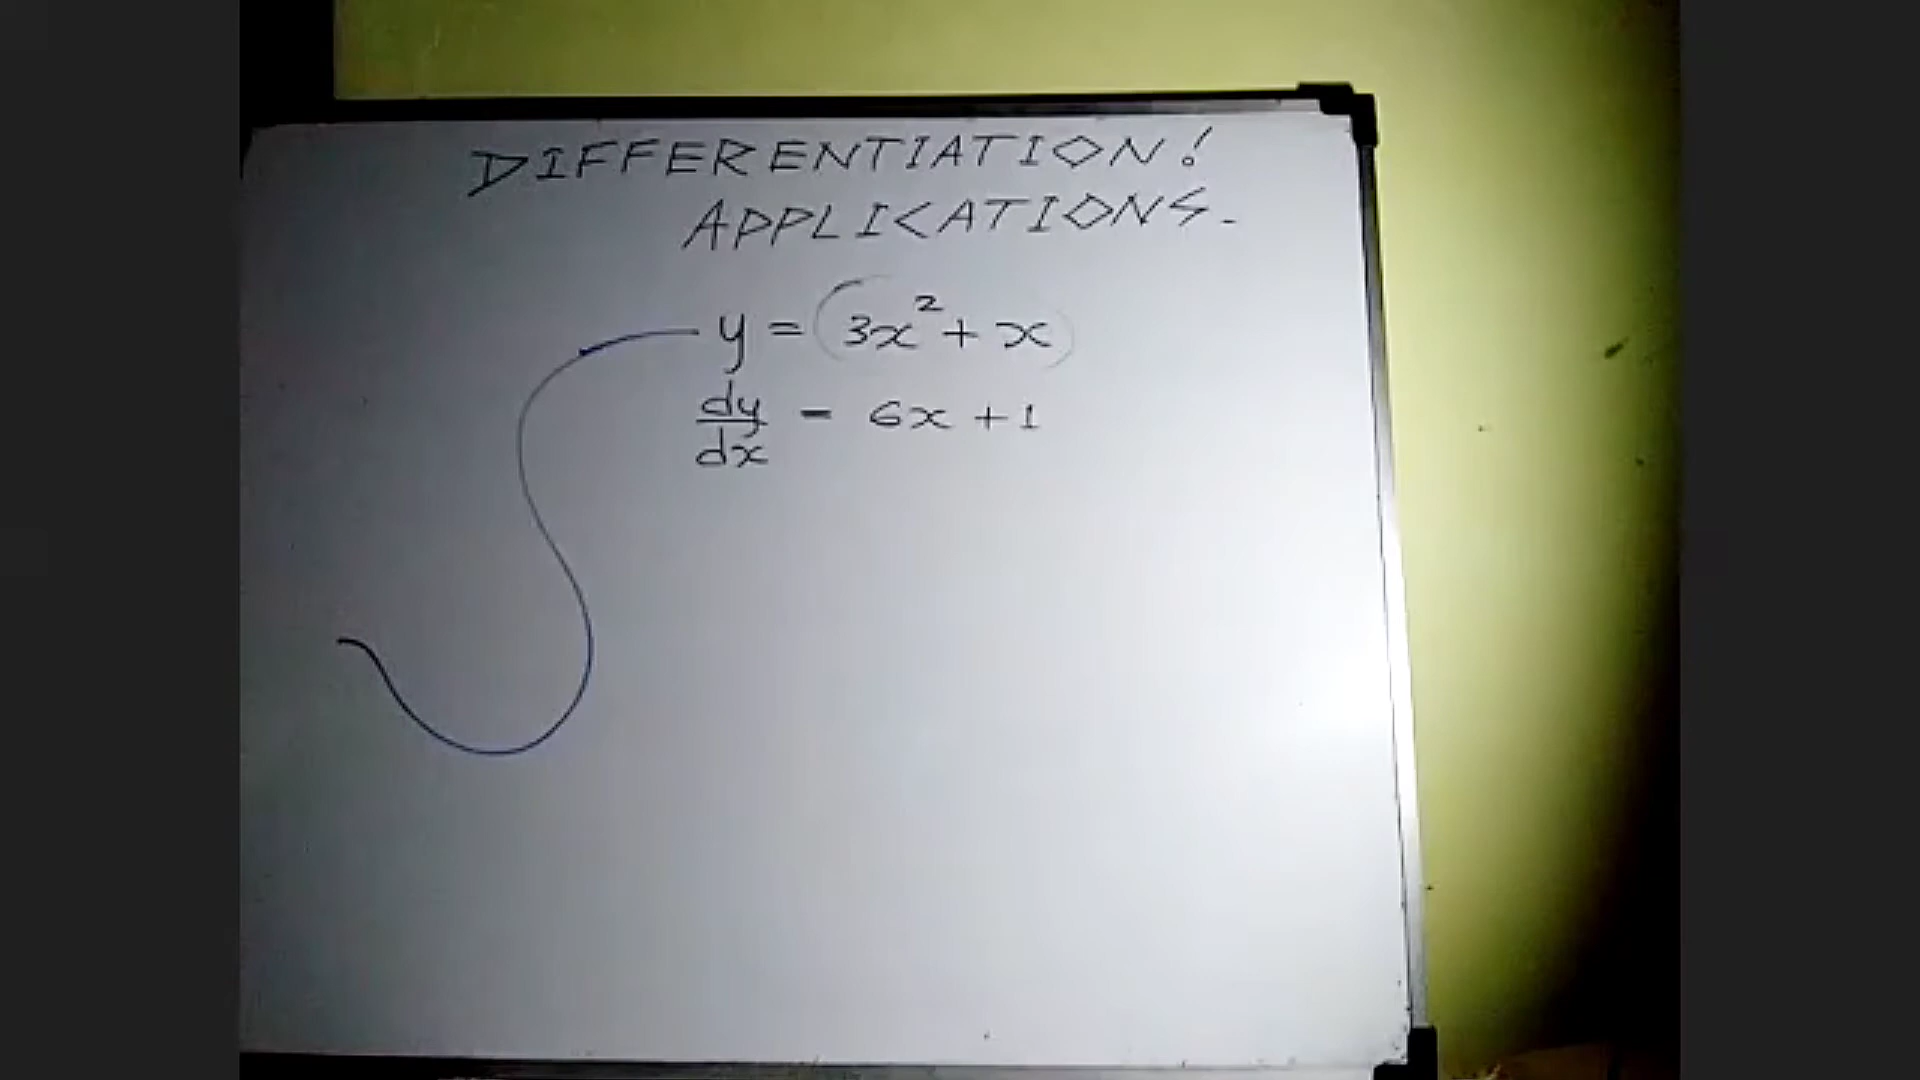 DIFFERENTIATION!
APPLICATIONS.
y = (3x² + x)
dy/dx = 6x + 1